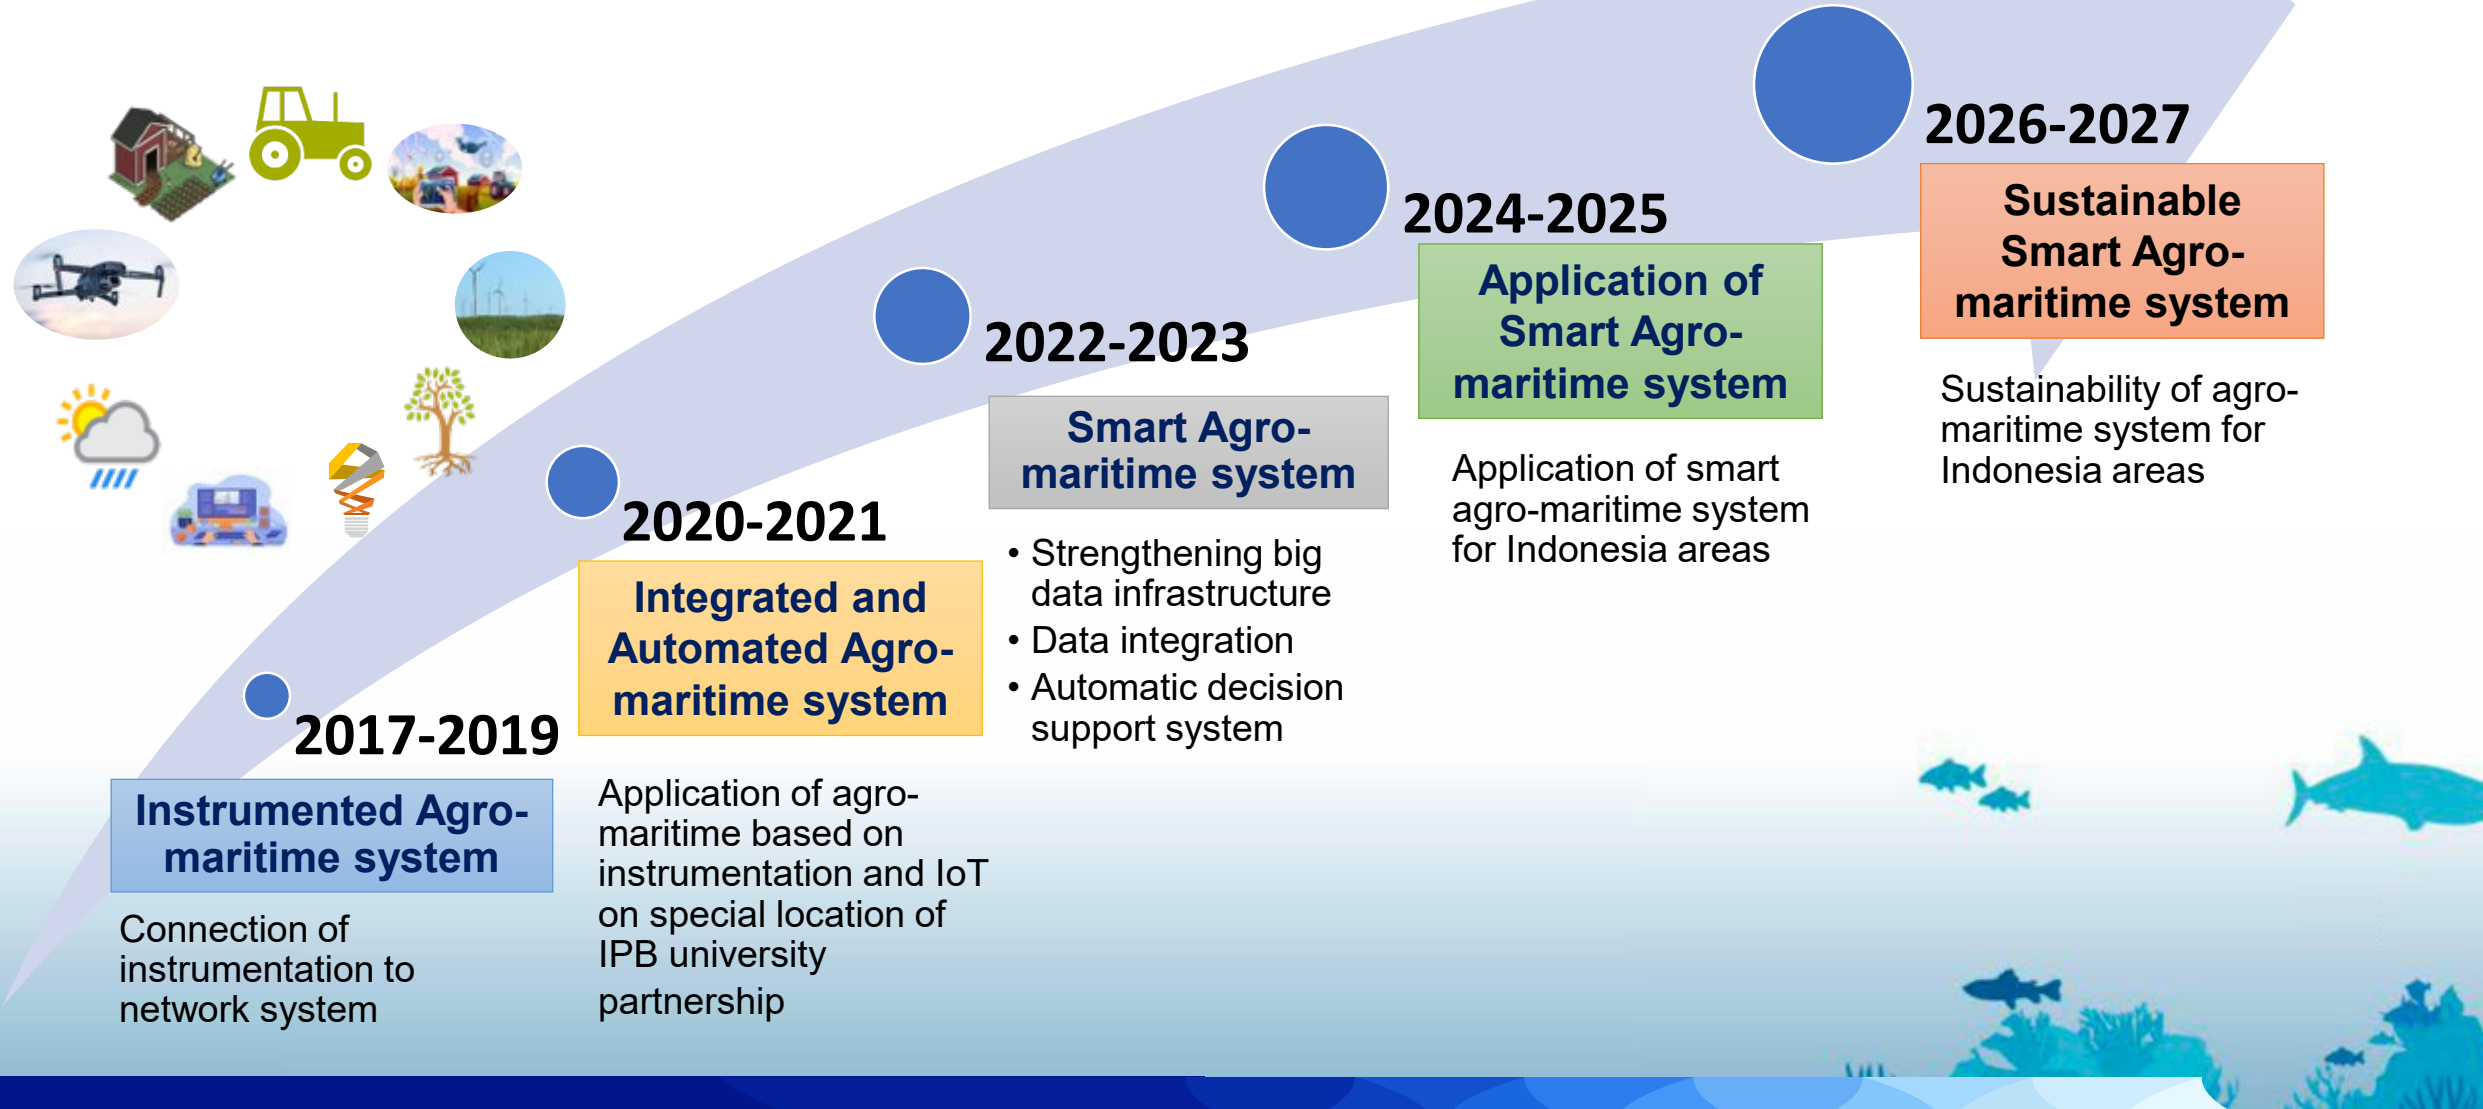 2017-2019
Instrumented Agro-
maritime system
Connection of
instrumentation to
network system
2020-2021
Integrated and
Automated Agro-
maritime system
Application of agro-
maritime based on
instrumentation and IoT
on special location of
IPB university
partnership
2022-2023
Smart Agro-
maritime system
• Strengthening big
data infrastructure
• Data integration
• Automatic decision
support system
2024-2025
Application of
Smart Agro-
maritime system
Application of smart
agro-maritime system
for Indonesia areas
2026-2027
Sustainable
Smart Agro-
maritime system
Sustainability of agro-
maritime system for
Indonesia areas